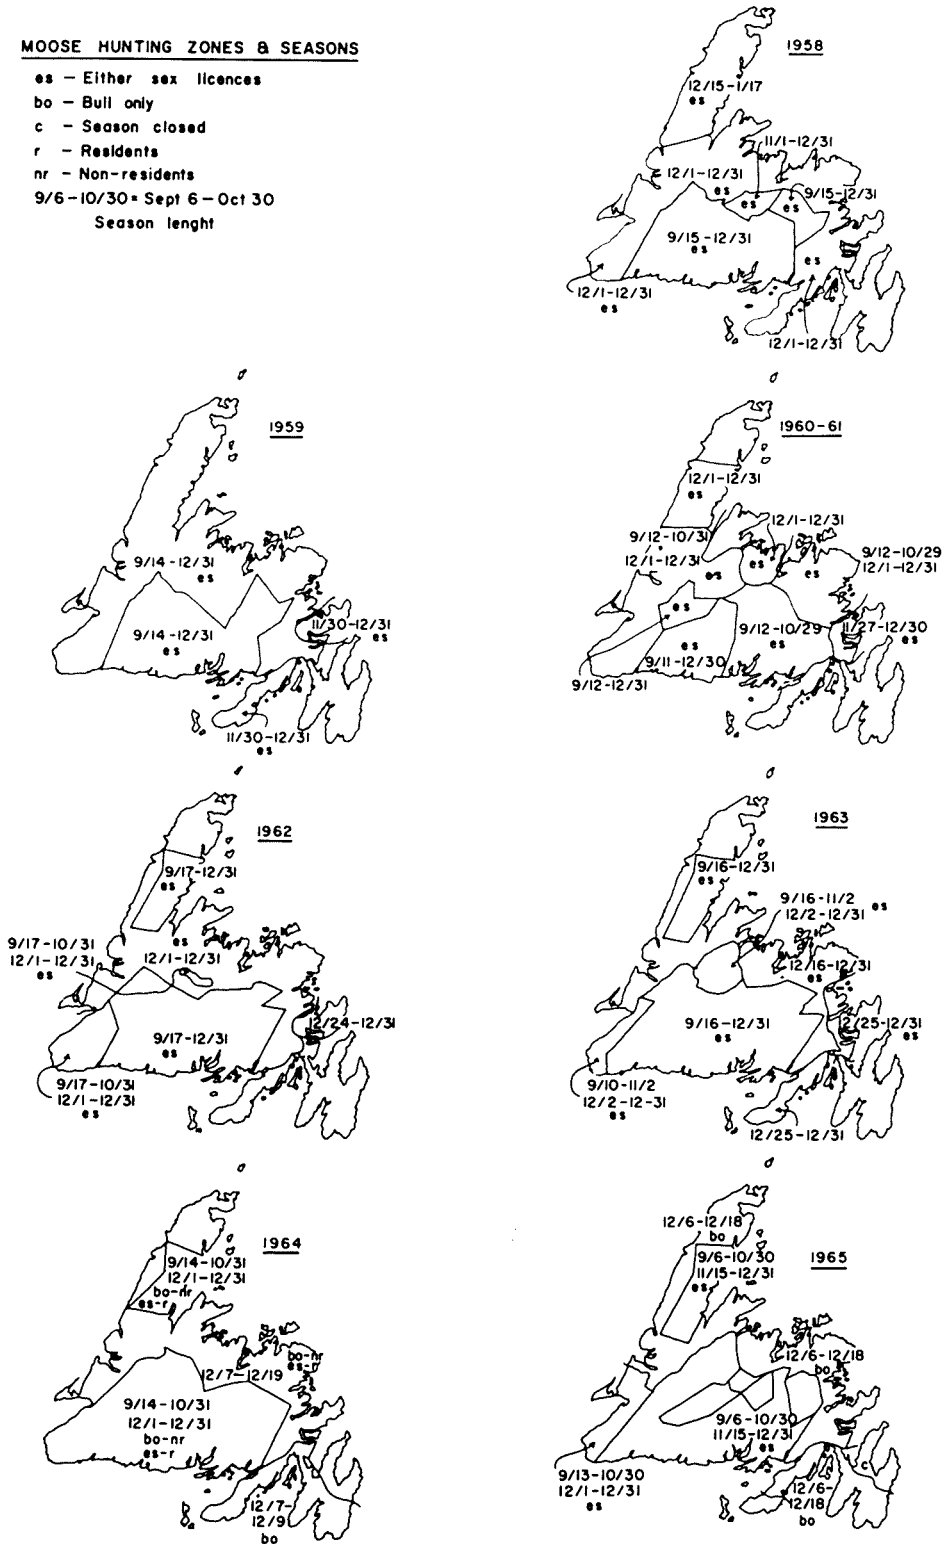 MOOSE HUNTING ZONES & SEASONS
es – Either sex licences
bo – Bull only
c – Season closed
r – Residents
nr – Non-residents
9/6-10/30 = Sept 6 – Oct 30
Season lenght
1958
12/15-1/17
es
11/1-12/31
12/1-12/31
es
es
9/15-12/31
es
9/15-12/31
es
es
12/1-12/31
es
12/1-12/31
1959
9/14-12/31
es
9/14-12/31
es
11/30-12/31
es
11/30-12/31
es
1960-61
12/1-12/31
es
12/1-12/31
9/12-10/31
12/1-12/31
es
es
es
9/12-10/29
12/1-12/31
es
9/12-10/29
es
11/27-12/30
es
es
9/11-12/30
9/12-12/31
1962
9/17-12/31
es
es
12/1-12/31
9/17-10/31
12/1-12/31
es
12/24-12/31
9/17-12/31
es
9/17-10/31
12/1-12/31
es
1963
9/16-12/31
es
9/16-11/2
12/2-12/31 es
12/16-12/31
es
9/16-12/31
12/25-12/31
es
9/10-11/2
12/2-12-31
es
12/25-12/31
1964
9/14-10/31
12/1-12/31
bo-nr
es-r
bo-nr
es-r
12/7-12/19
9/14-10/31
12/1-12/31
bo-nr
es-r
12/7-
12/9
bo
1965
12/6-12/18
bo
9/6-10/30
11/15-12/31
es
12/6-12/18
bo
9/6-10/30
11/15-12/31
es
9/13-10/30
12/1-12/31
es
c
12/6-
12/18
bo